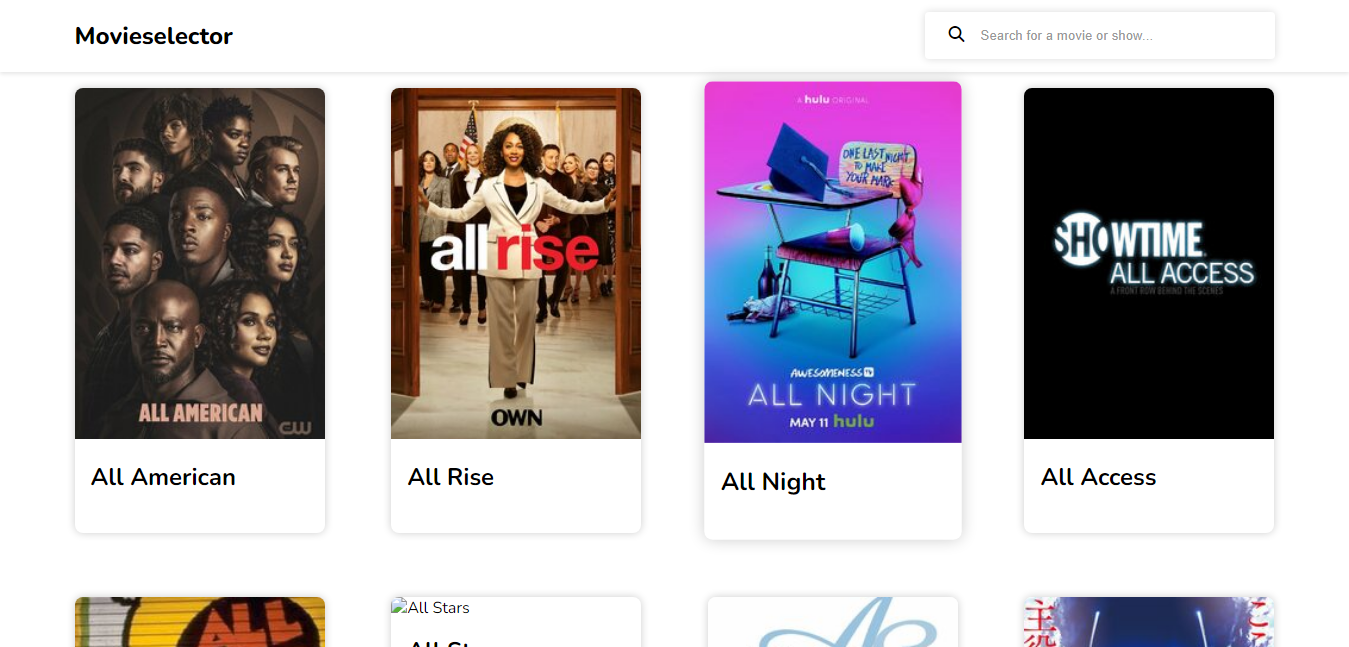 Movieselector
Search for a movie or show...
ALL AMERICAN
CW
all rise
OWN
A hulu ORIGINAL
ONE LAST NIGHT
TO MAKE
YOUR MARK
AWESOMENESS TV
ALL NIGHT
MAY 11 hulu
SHOWTIME
ALL ACCESS
A FRONT ROW BEHIND THE SCENES
All American
All Rise
All Night
All Access
ALL
All Stars
主役